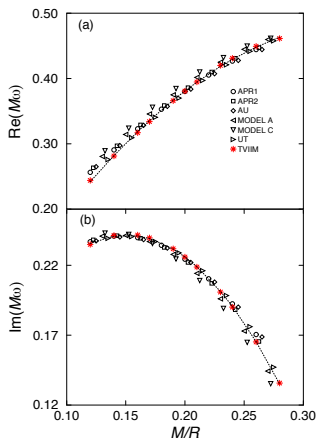 (a)
0.50
0.40
0.30
0.20
Re(Mω)
APR1
APR2
AU
MODEL A
MODEL C
UT
TVIIM
(b)
0.22
0.17
0.12
Im(Mω)
0.10
0.15
0.20
0.25
0.30
M/R